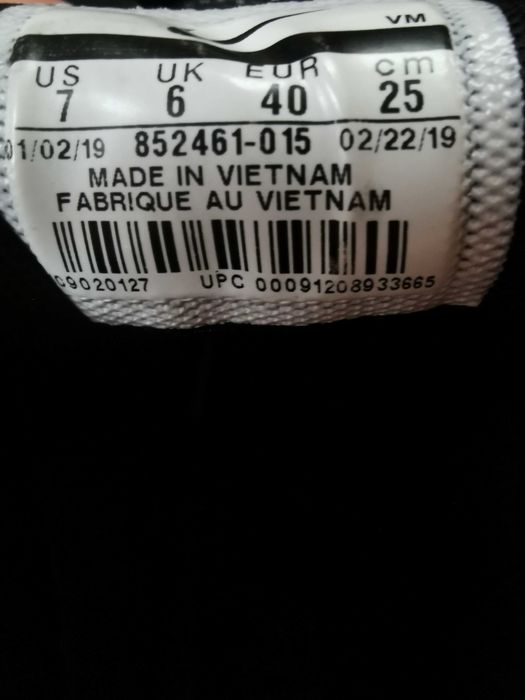 VM
US UK EUR cm
7 6 40 25
01/02/19 852461-015 02/22/19
MADE IN VIETNAM
FABRIQUE AU VIETNAM
C9020127 UPC 00091208933665